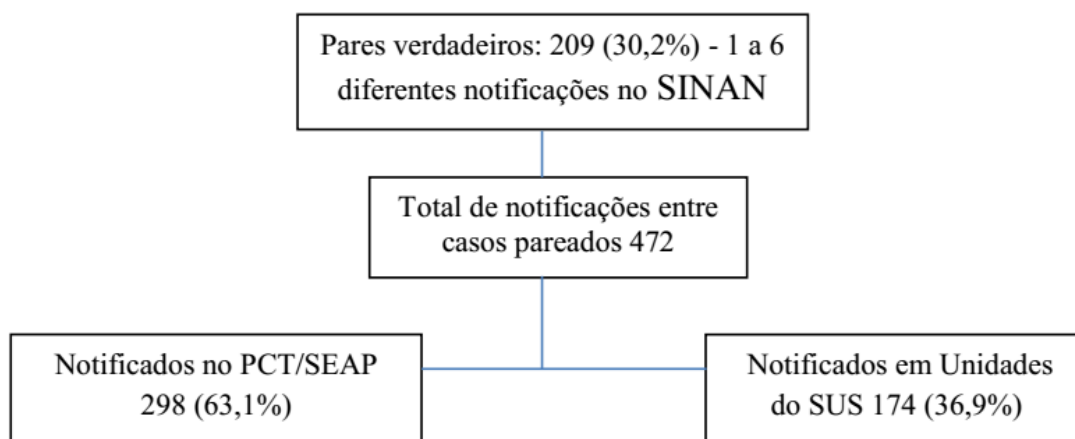 Pares verdadeiros: 209 (30,2%) - 1 a 6
diferentes notificações no SINAN
Total de notificações entre
casos pareados 472
Notificados no PCT/SEAP
298 (63,1%)
Notificados em Unidades
do SUS 174 (36,9%)